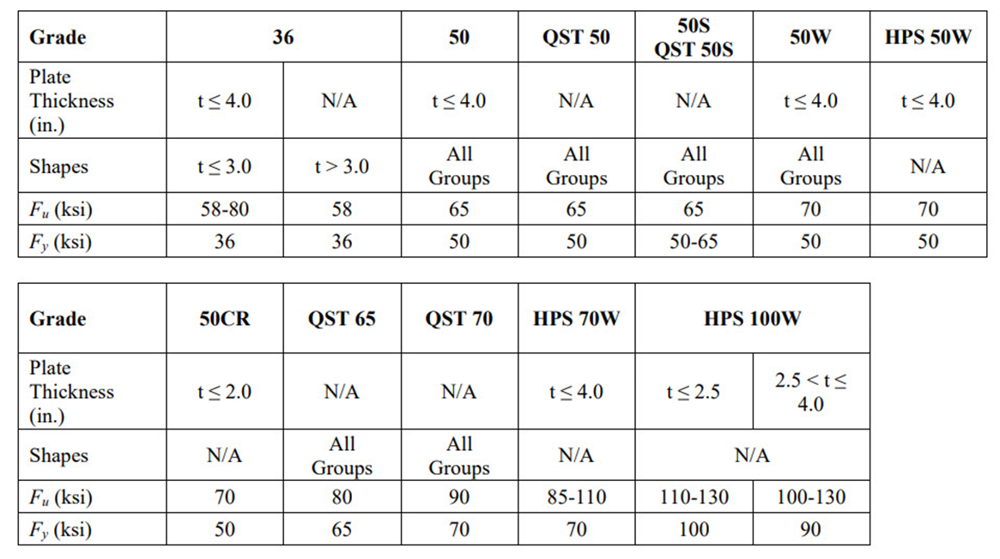 Grade 36 50 QST 50 50S QST 50S 50W HPS 50W
Plate Thickness (in.) t ≤ 4.0 N/A t ≤ 4.0 N/A N/A t ≤ 4.0 t ≤ 4.0
Shapes t ≤ 3.0 t > 3.0 All Groups All Groups All Groups All Groups N/A
Fu (ksi) 58-80 58 65 65 65 70 70
Fy (ksi) 36 36 50 50 50-65 50 50
Grade 50CR QST 65 QST 70 HPS 70W HPS 100W
Plate Thickness (in.) t ≤ 2.0 N/A N/A t ≤ 4.0 t ≤ 2.5 2.5 < t ≤ 4.0
Shapes N/A All Groups All Groups N/A N/A
Fu (ksi) 70 80 90 85-110 110-130 100-130
Fy (ksi) 50 65 70 70 100 90